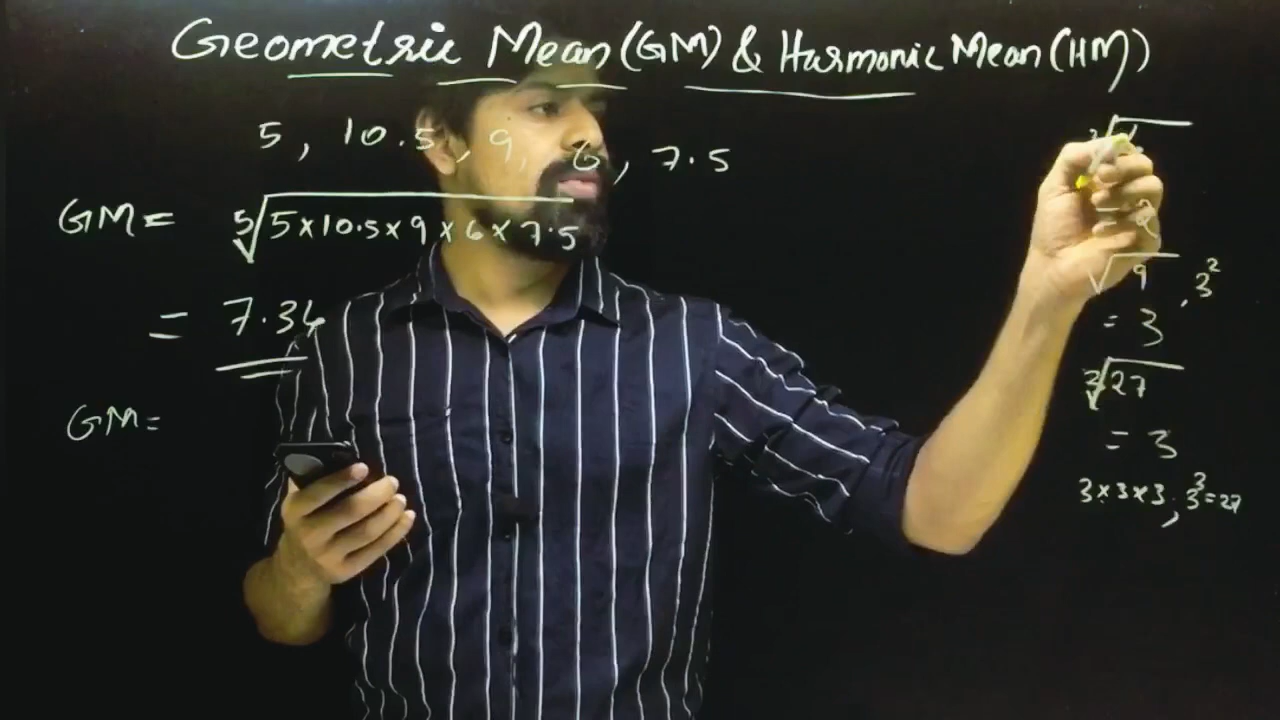 Geometric Mean (GM) & Harmonic Mean (HM)
5, 10.5, 9, 6, 7.5
GM = ⁵√5×10.5×9×6×7.5
= 7.34
GM =
= 2
√9 , 3²
= 3
³√27
= 3
3×3×3, 3³=27